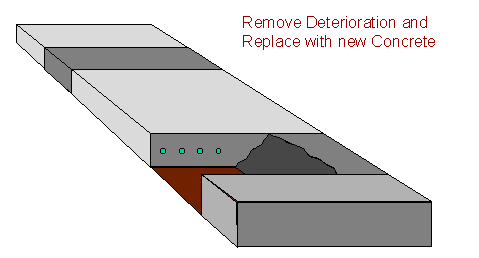 Remove Deterioration and
Replace with new Concrete